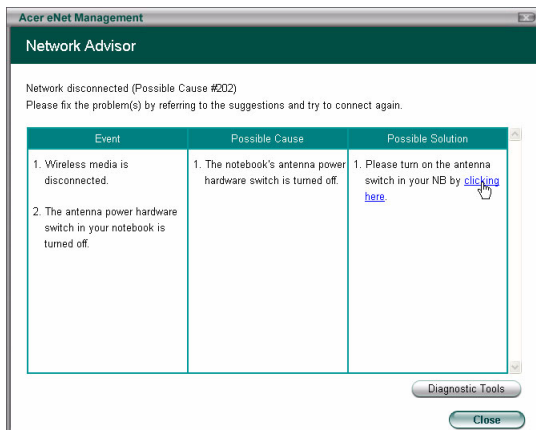 Acer eNet Management
Network Advisor
Network disconnected (Possible Cause #202)
Please fix the problem(s) by referring to the suggestions and try to connect again.
Event
Possible Cause
Possible Solution
1. Wireless media is
disconnected.
2. The antenna power hardware
switch in your notebook is
turned off.
1. The notebook's antenna power
hardware switch is turned off.
1. Please turn on the antenna
switch in your NB by clicking
here.
Diagnostic Tools
Close